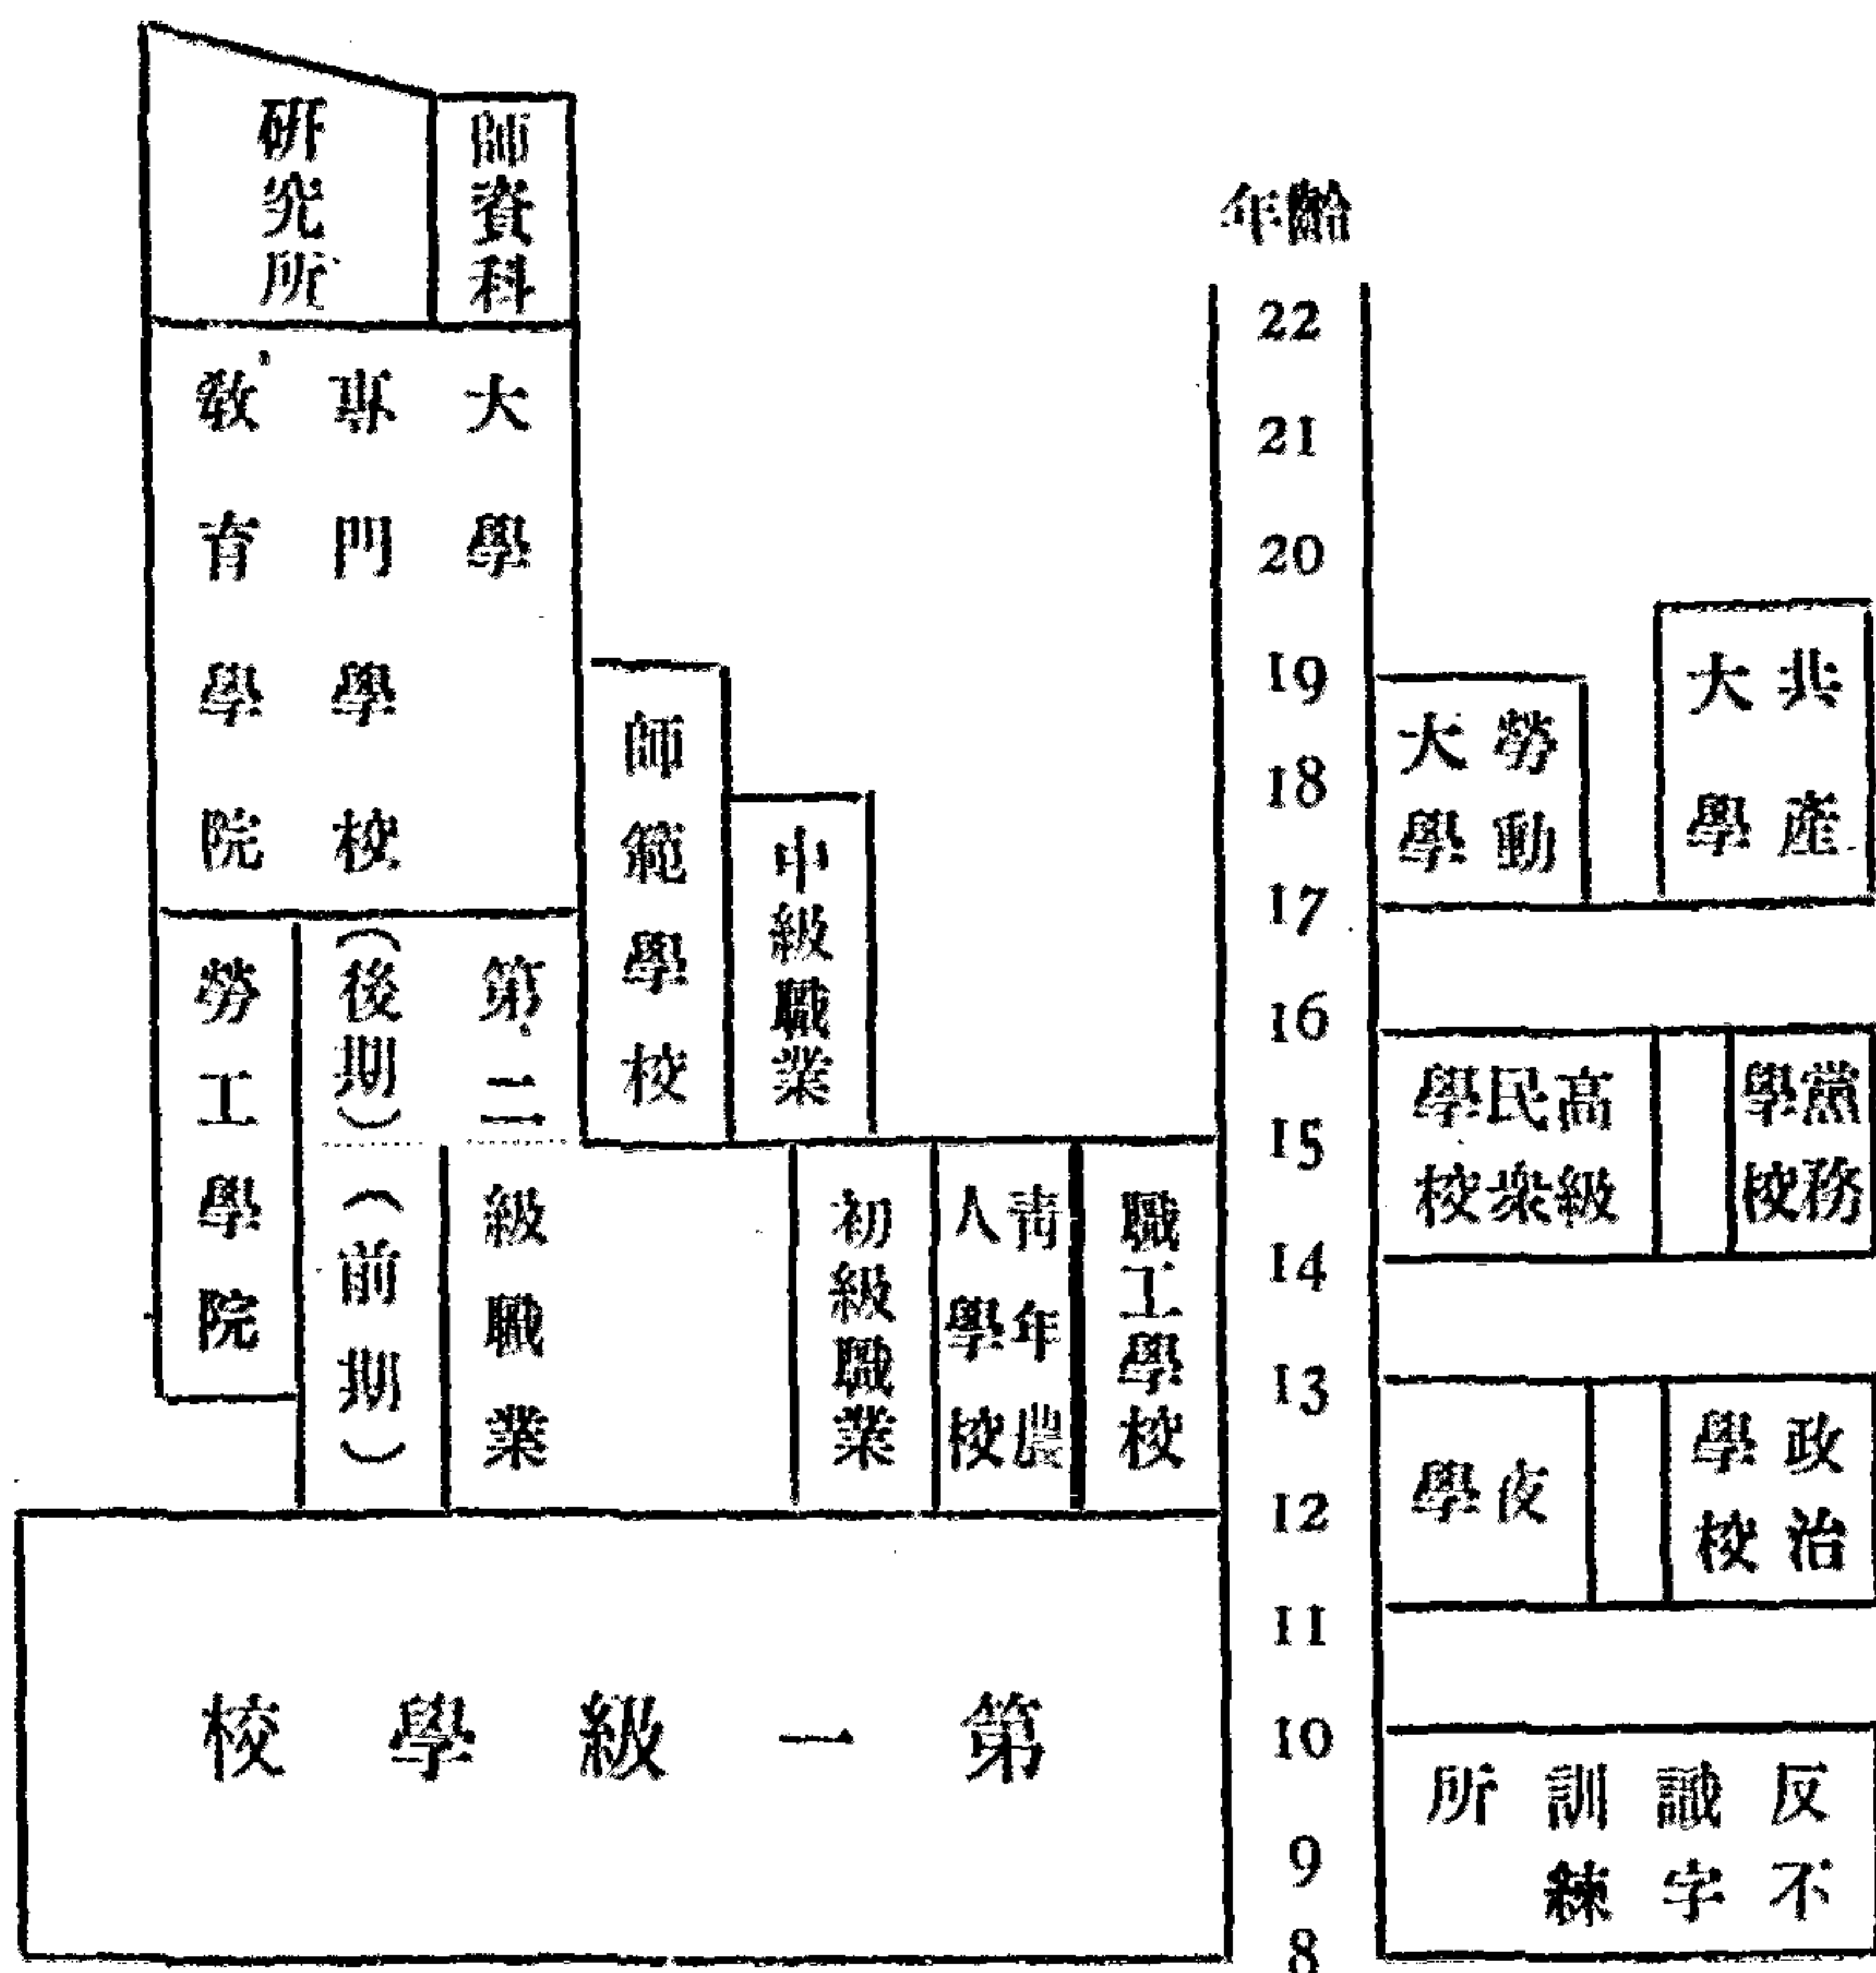 研究所
師資科
大學
專門學校
教育學院
師範學校
中級職業
勞工學院
第二級職業
(後期)(前期)
初級職業
青年農人學校
職工學校
第一級學校
年齡
22
21
20
19
18
17
16
15
14
13
12
11
10
9
8
勞動大學
共產大學
高級民衆學校
黨務學校
夜學
政治學校
反不識字訓練所